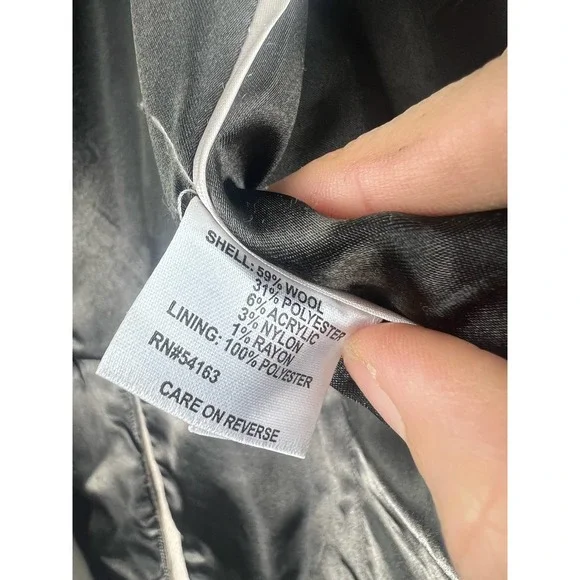 SHELL: 59% WOOL
31% POLYESTER
6% ACRYLIC
3% NYLON
1% RAYON
LINING: 100% POLYESTER
RN#54163
CARE ON REVERSE